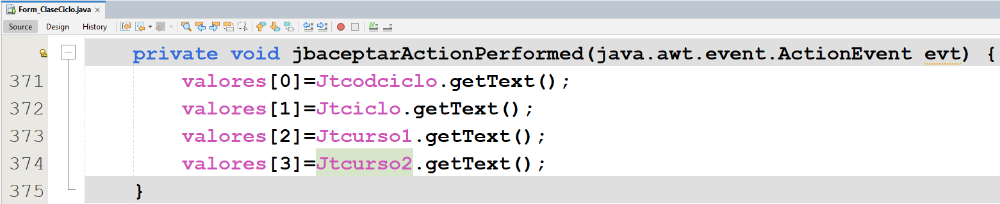 Form_ClaseCiclo.java ×
Source Design History
private void jbaceptarActionPerformed(java.awt.event.ActionEvent evt) {
371 valores[0]=Jtcodciclo.getText();
372 valores[1]=Jtciclo.getText();
373 valores[2]=Jtcurso1.getText();
374 valores[3]=Jtcurso2.getText();
375 }